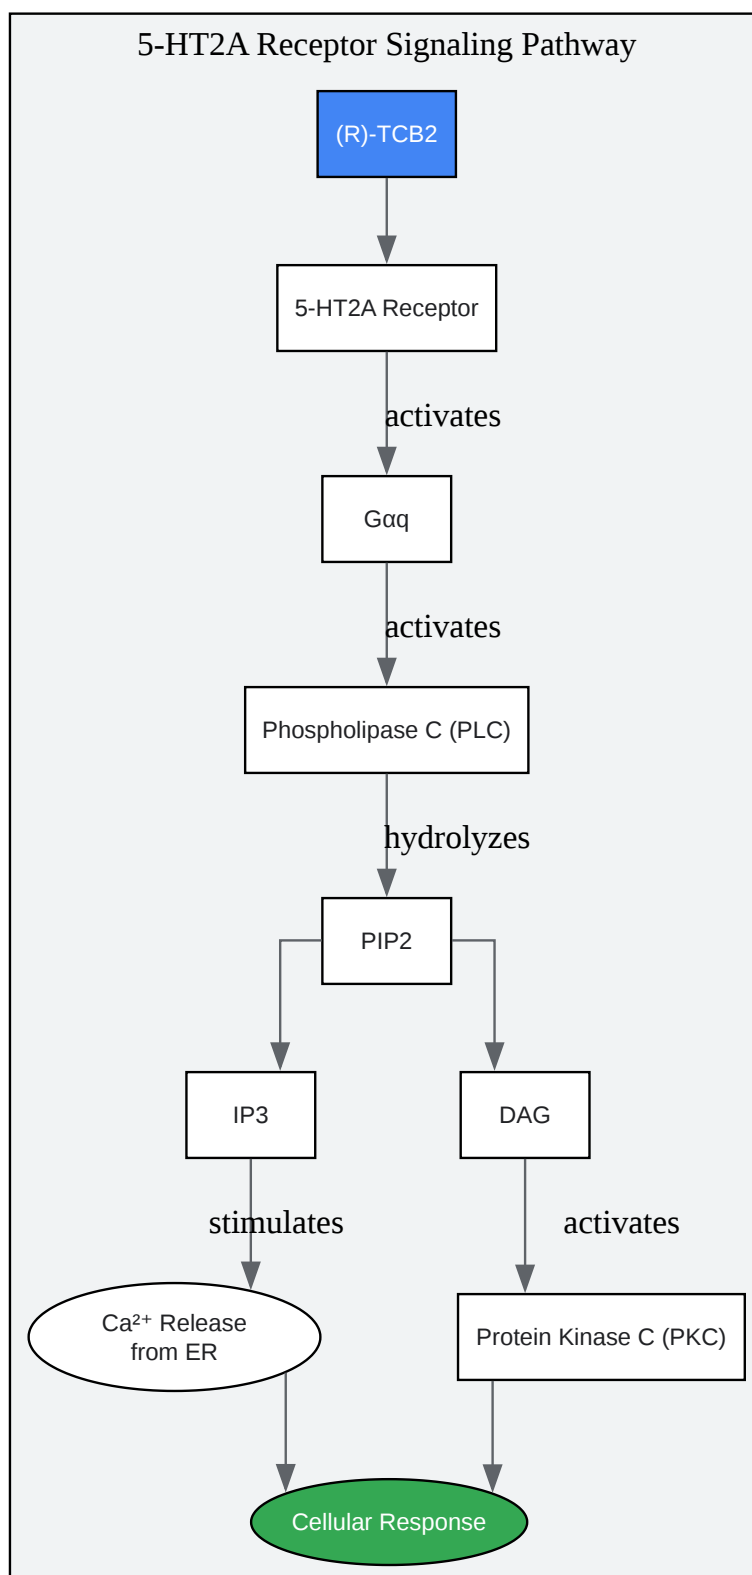 5-HT2A Receptor Signaling Pathway
(R)-TCB2
5-HT2A Receptor
activates
Gαq
activates
Phospholipase C (PLC)
hydrolyzes
PIP2
IP3
DAG
stimulates
activates
Ca²⁺ Release
from ER
Protein Kinase C (PKC)
Cellular Response